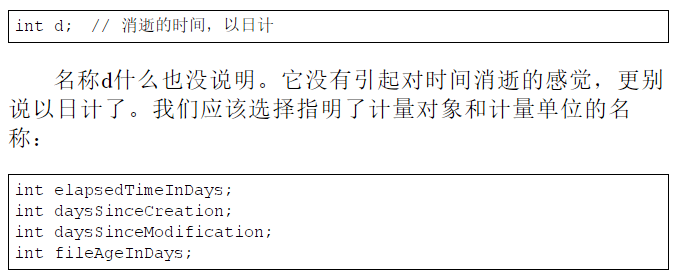 int d;  // 消逝的时间，以日计
名称d什么也没说明。它没有引起对时间消逝的感觉，更别
说以日计了。我们应该选择指明了计量对象和计量单位的名
称：
int elapsedTimeInDays;
int daysSinceCreation;
int daysSinceModification;
int fileAgeInDays;